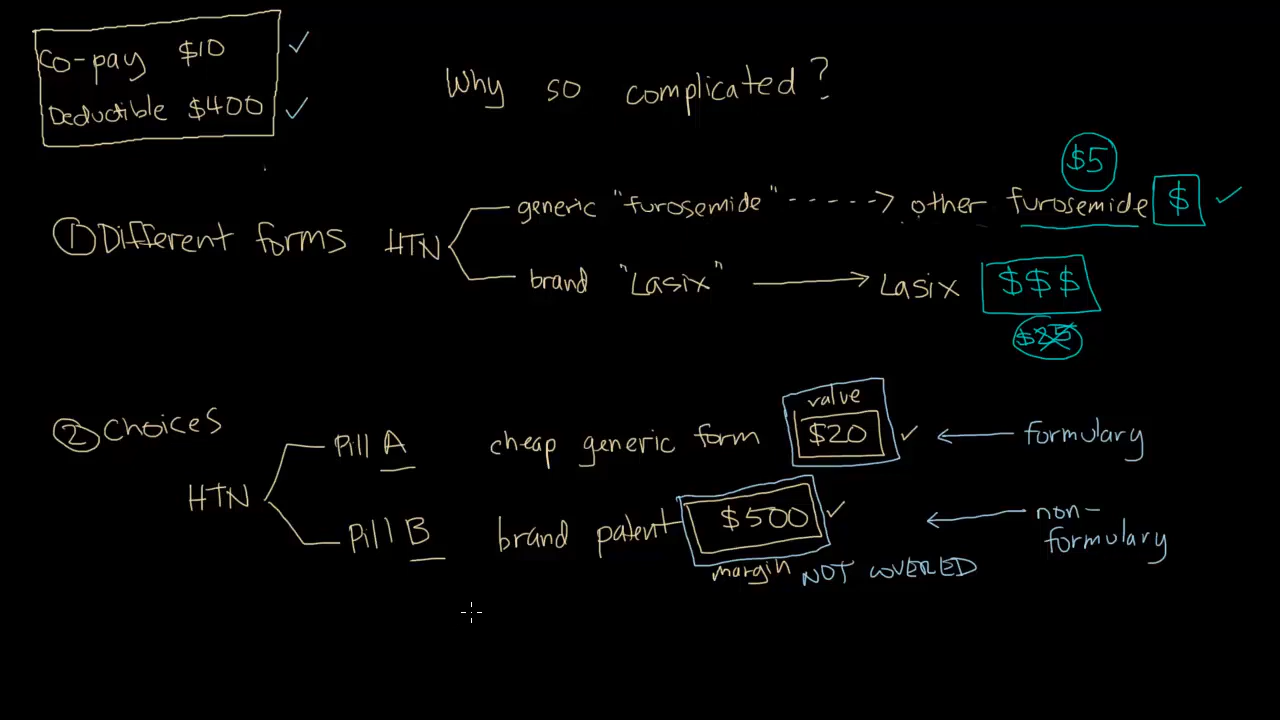 Co-pay $10
Deductible $400
Why so complicated?
$5
generic "furosemide" other furosemide $
① Different forms HTN
brand "Lasix" Lasix $$$
$25
② Choices
value
Pill A cheap generic form $20 formulary
HTN
Pill B brand patent $500 non-
formulary
margin NOT COVERED